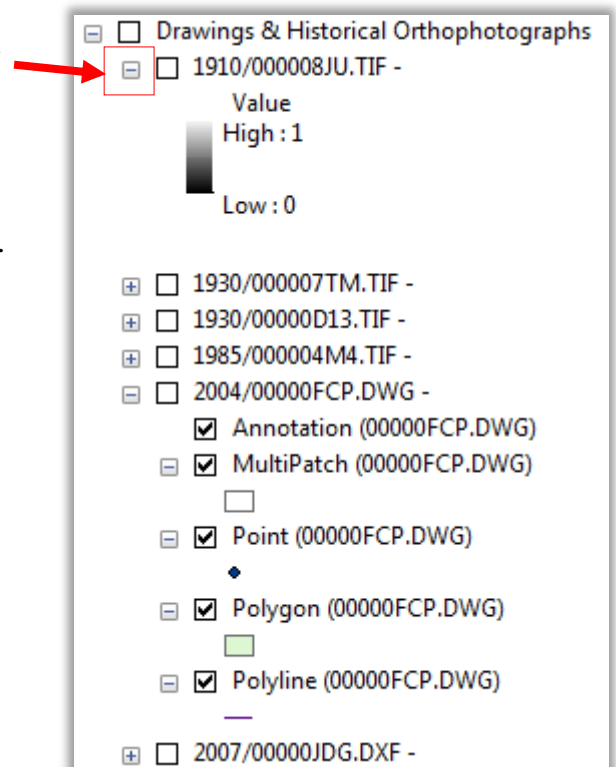 Drawings & Historical Orthophotographs
1910/000008JU.TIF -
Value
High : 1
Low : 0
.
1930/000007TM.TIF -
1930/00000D13.TIF -
1985/000004M4.TIF -
2004/00000FCP.DWG -
Annotation (00000FCP.DWG)
MultiPatch (00000FCP.DWG)
Point (00000FCP.DWG)
Polygon (00000FCP.DWG)
Polyline (00000FCP.DWG)
2007/00000JDG.DXF -